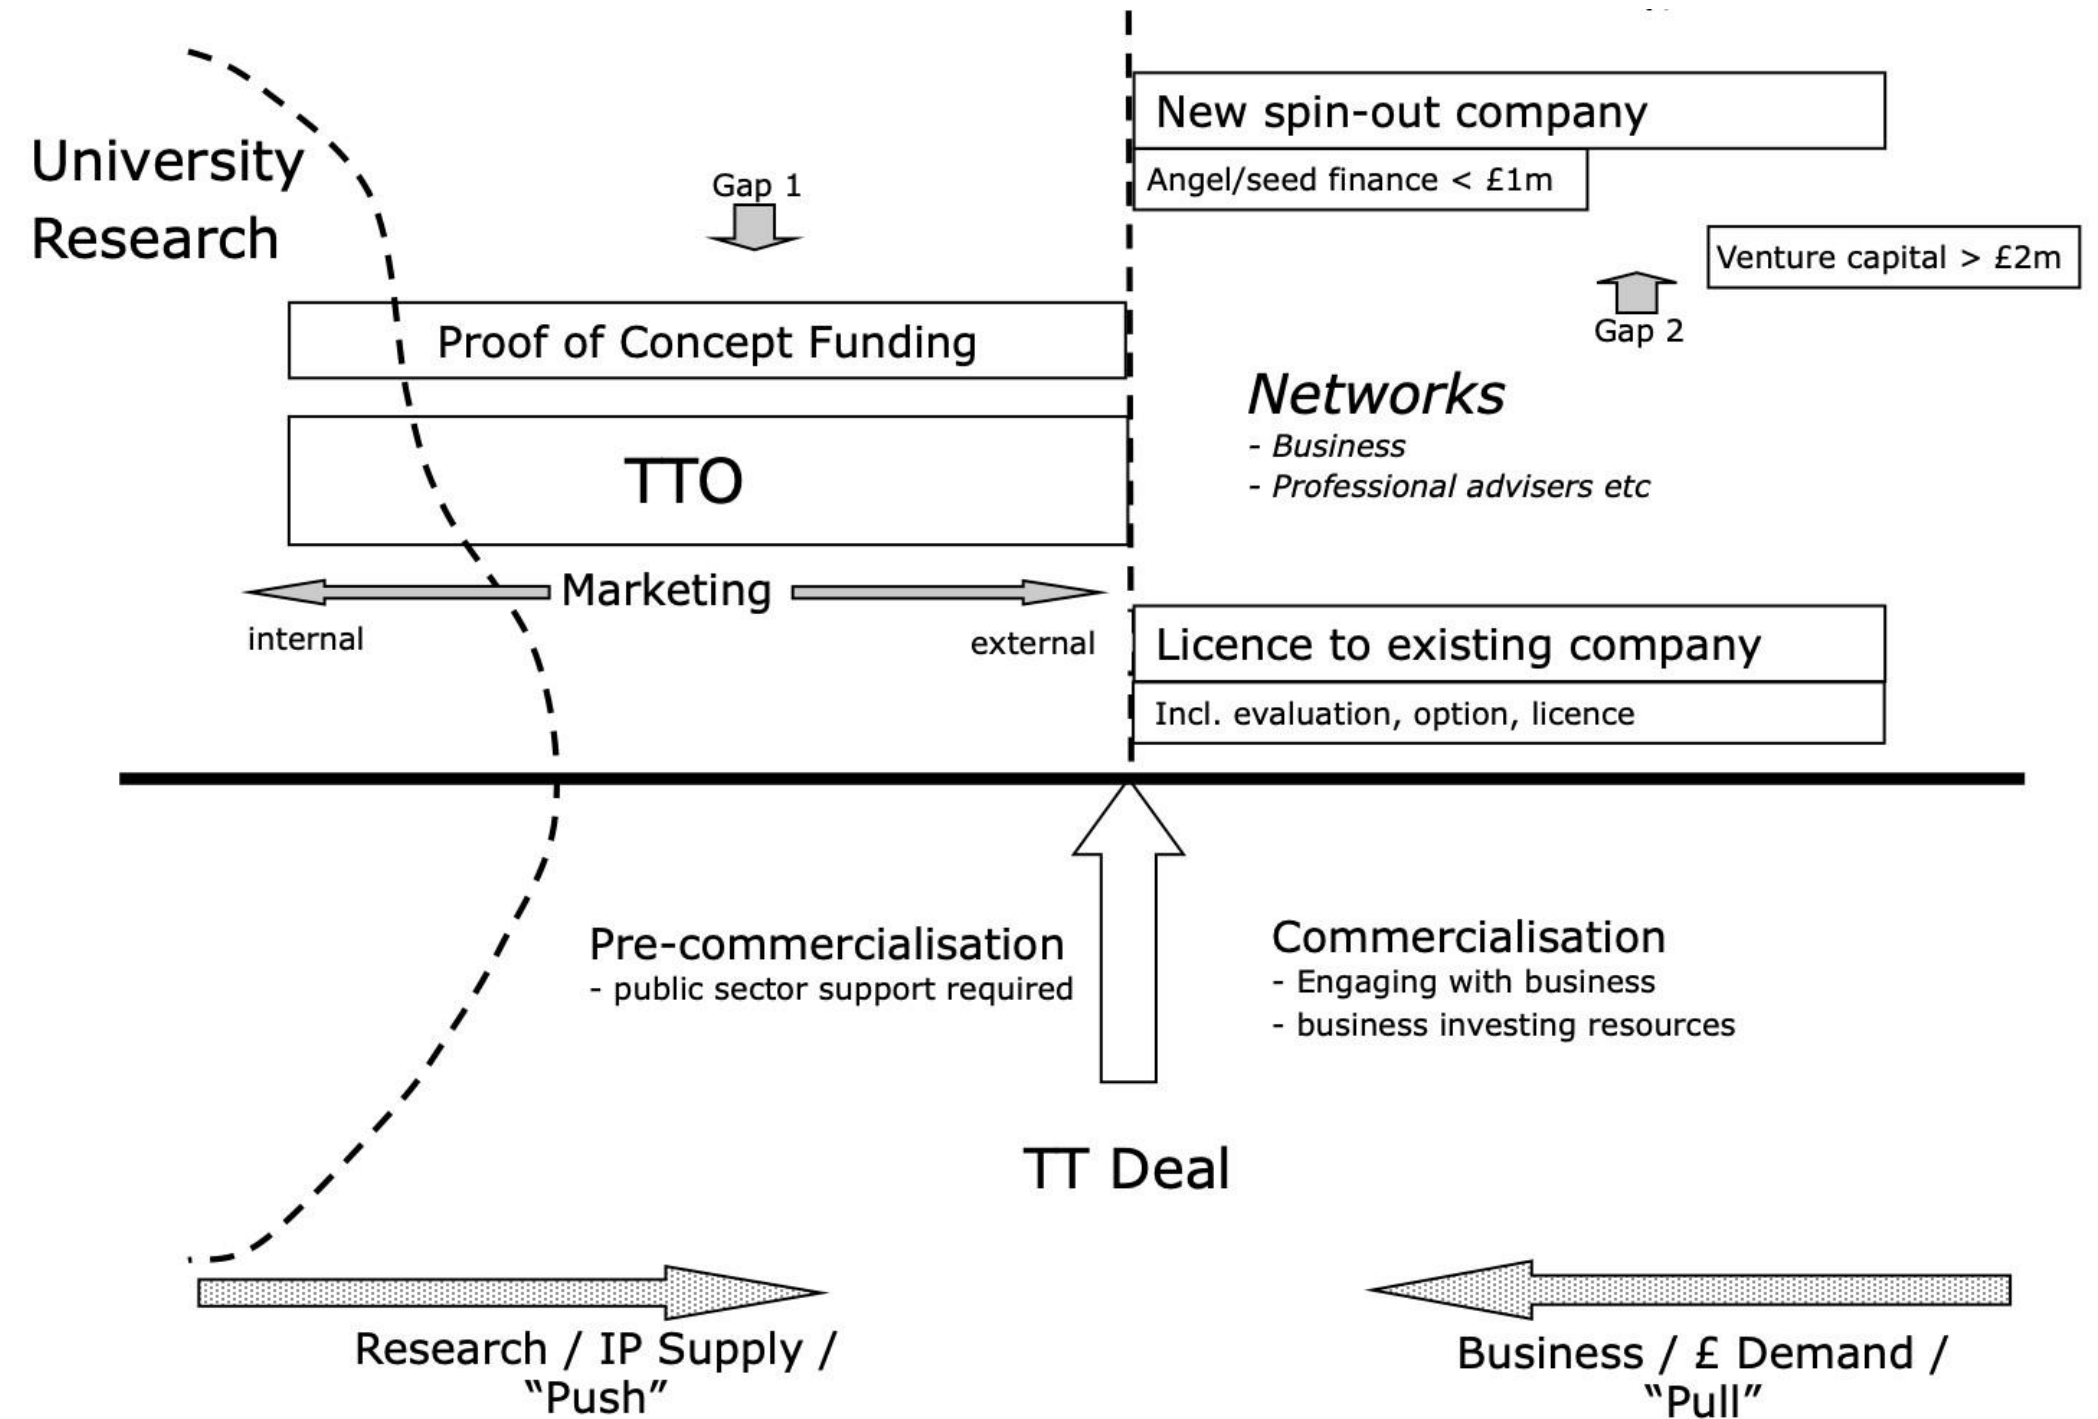 University
Research
Gap 1
Proof of Concept Funding
TTO
Marketing
internal
external
New spin-out company
Angel/seed finance < £1m
Venture capital > £2m
Gap 2
Networks
- Business
- Professional advisers etc
Licence to existing company
Incl. evaluation, option, licence
Pre-commercialisation
- public sector support required
Commercialisation
- Engaging with business
- business investing resources
TT Deal
Research / IP Supply /
“Push”
Business / £ Demand /
“Pull”